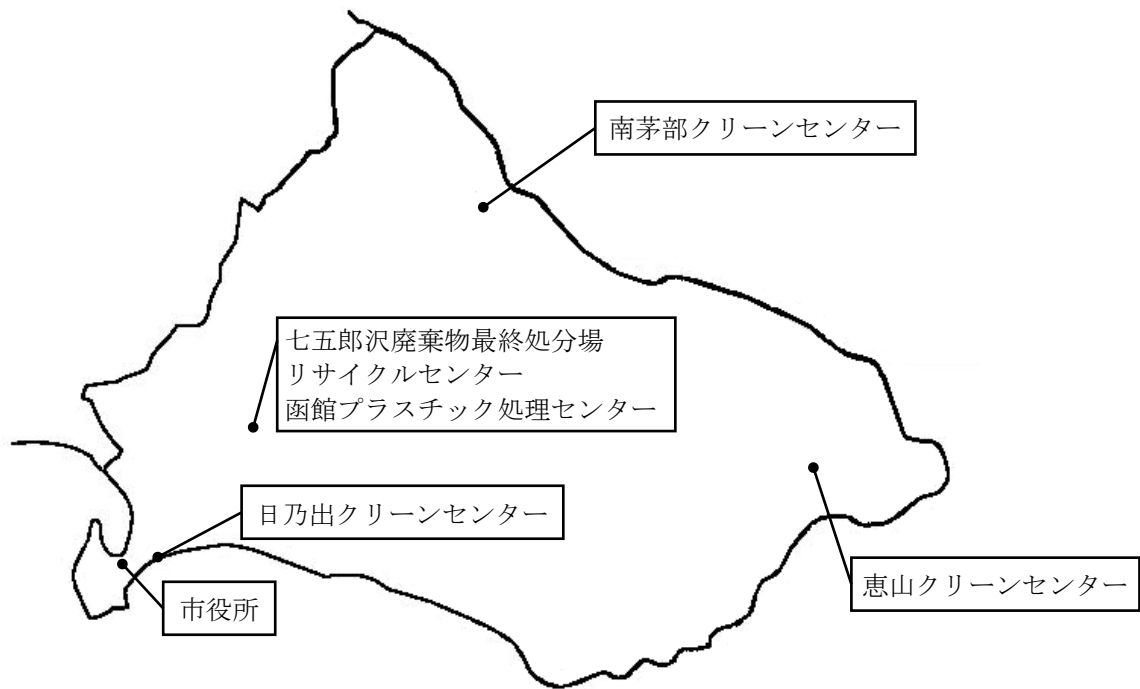 南茅部クリーンセンター
七五郎沢廃棄物最終処分場
リサイクルセンター
函館プラスチック処理センター
日乃出クリーンセンター
恵山クリーンセンター
市役所